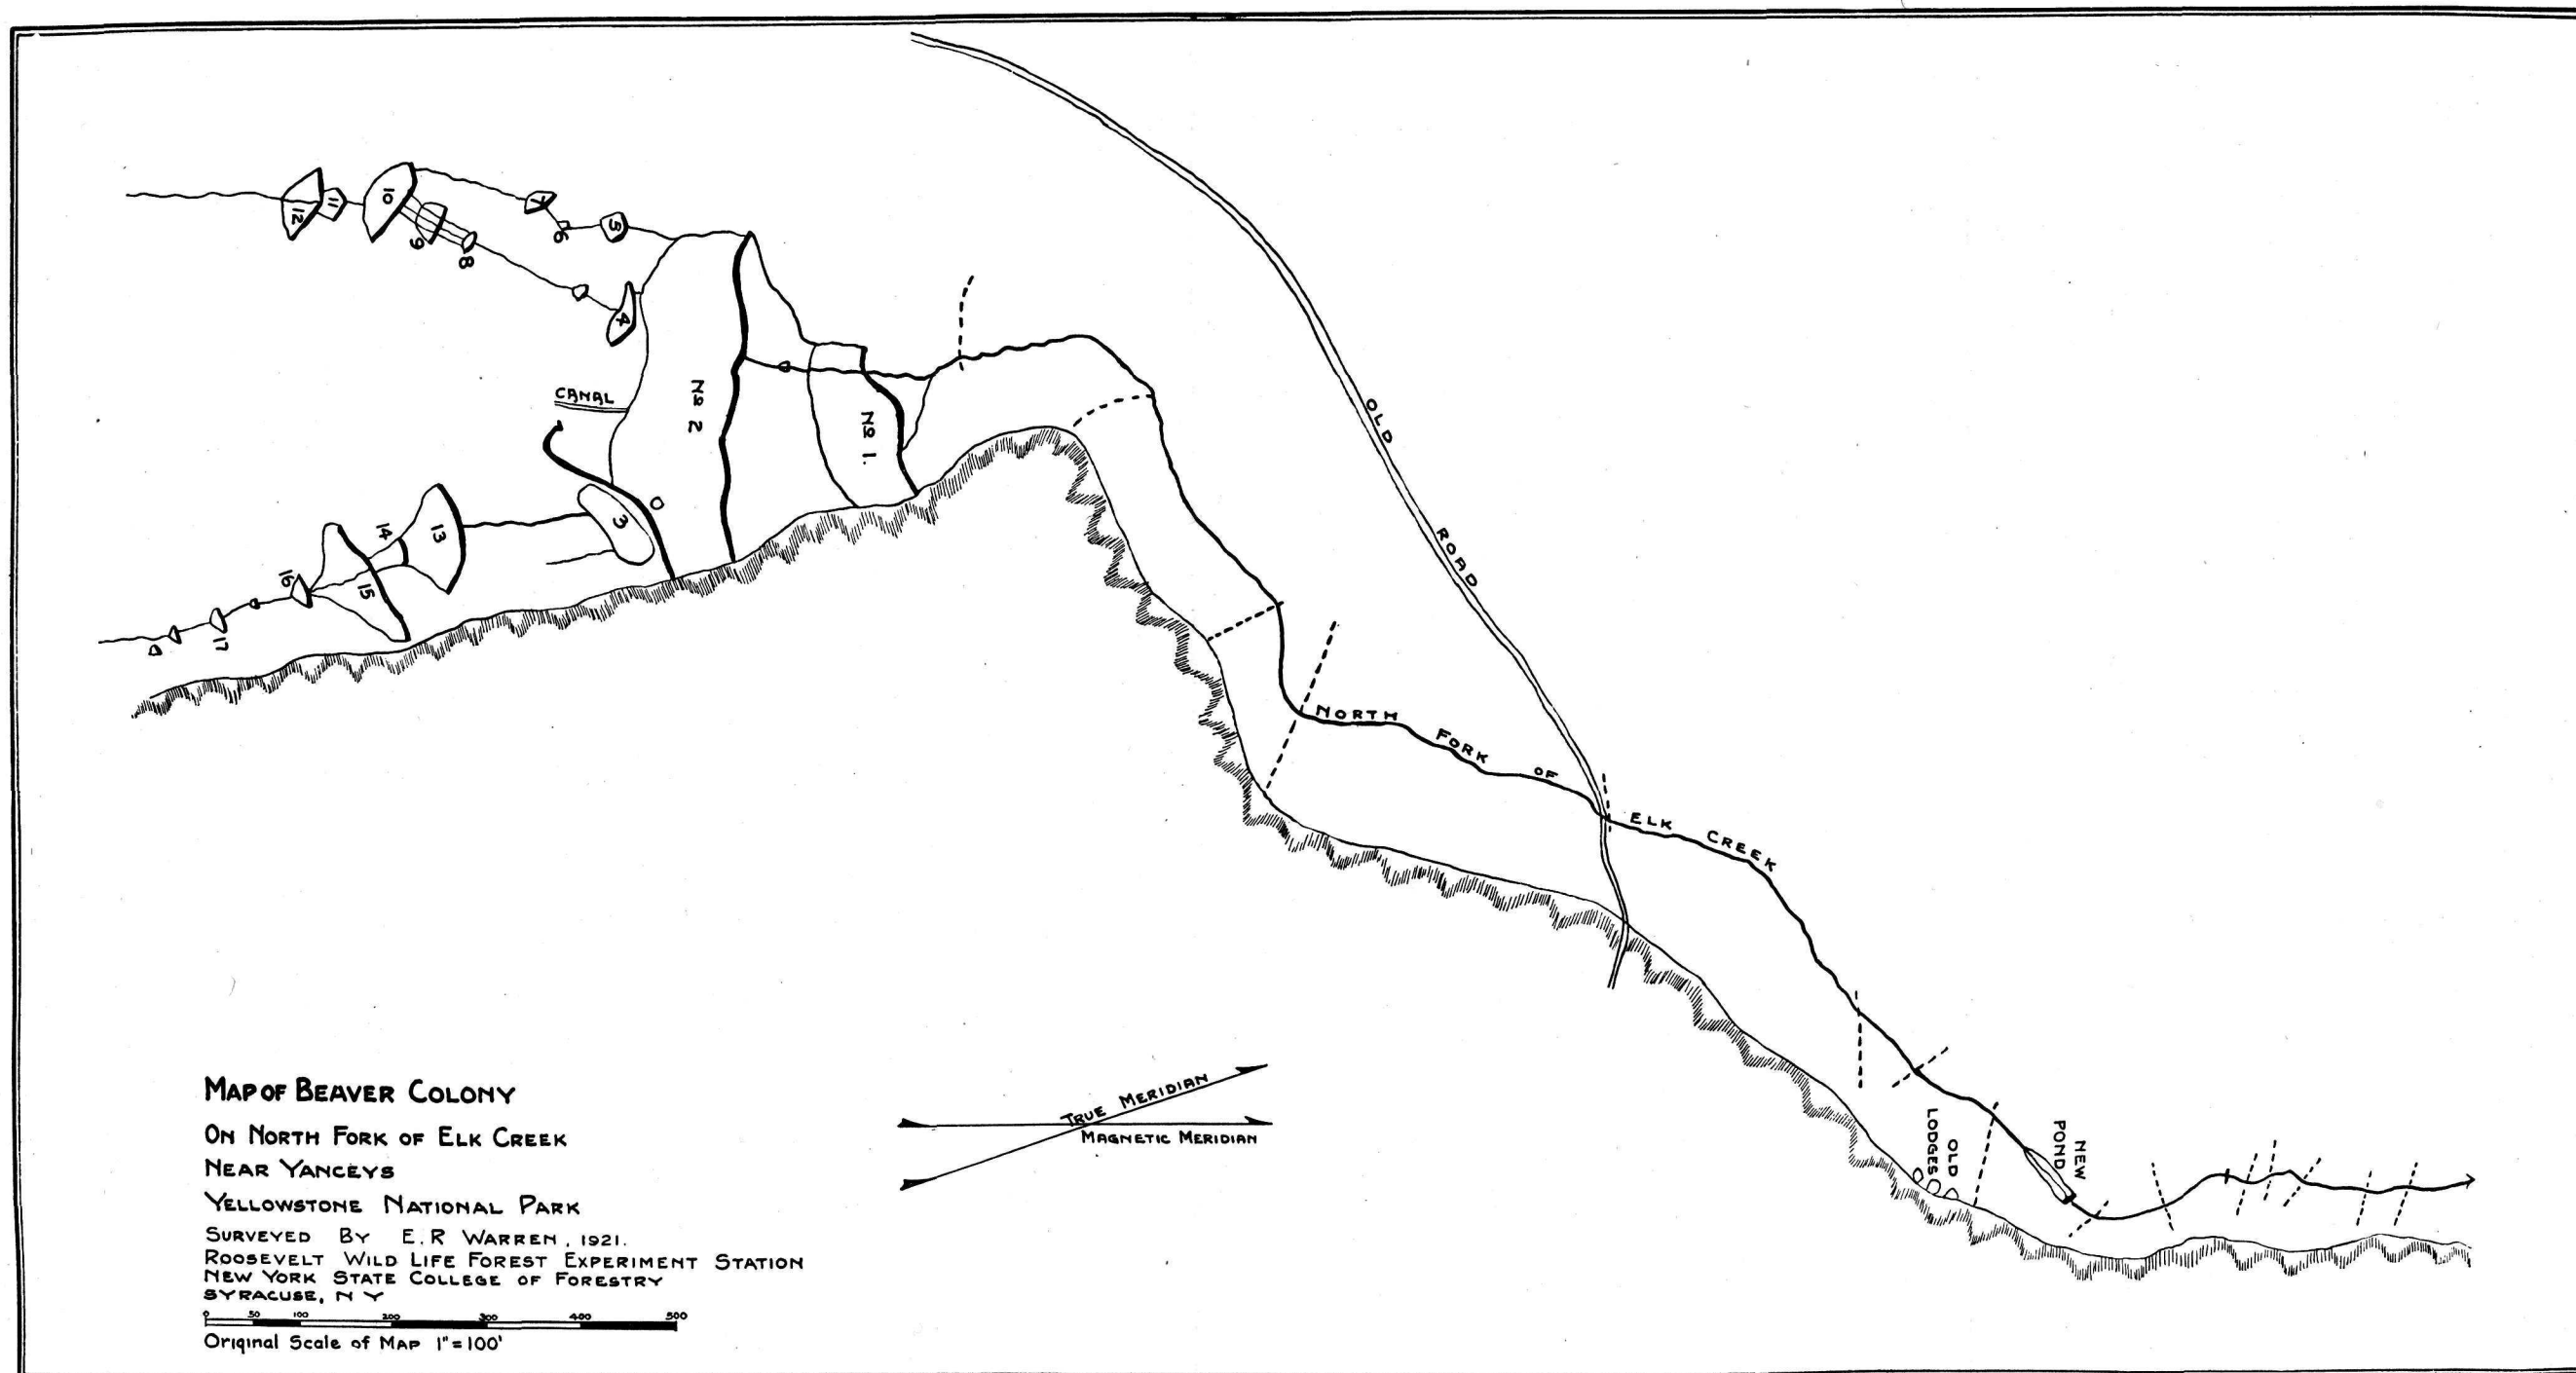 12
11
10
9
8
7
6
5
4
CANAL
No 2
No 1.
3
13
14
15
16
17
OLD
ROAD
NORTH FORK OF ELK CREEK
OLD
LODGES
NEW
POND
TRUE MERIDIAN
MAGNETIC MERIDIAN
MAP OF BEAVER COLONY
ON NORTH FORK OF ELK CREEK
NEAR YANCEYS
YELLOWSTONE NATIONAL PARK
SURVEYED BY E.R WARREN, 1921.
ROOSEVELT WILD LIFE FOREST EXPERIMENT STATION
NEW YORK STATE COLLEGE OF FORESTRY
SYRACUSE, N Y
0 50 100 200 300 400 500
Original Scale of MAP 1"=100'